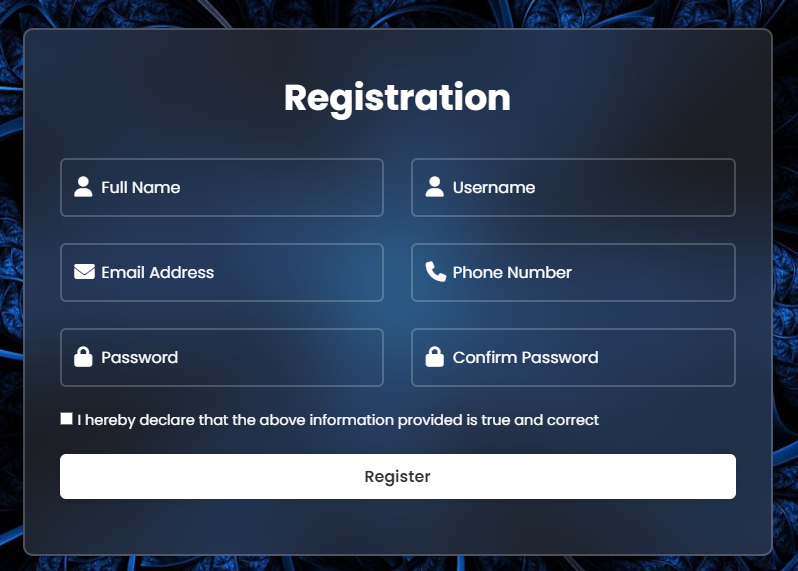 Registration
Full Name
Username
Email Address
Phone Number
Password
Confirm Password
I hereby declare that the above information provided is true and correct
Register